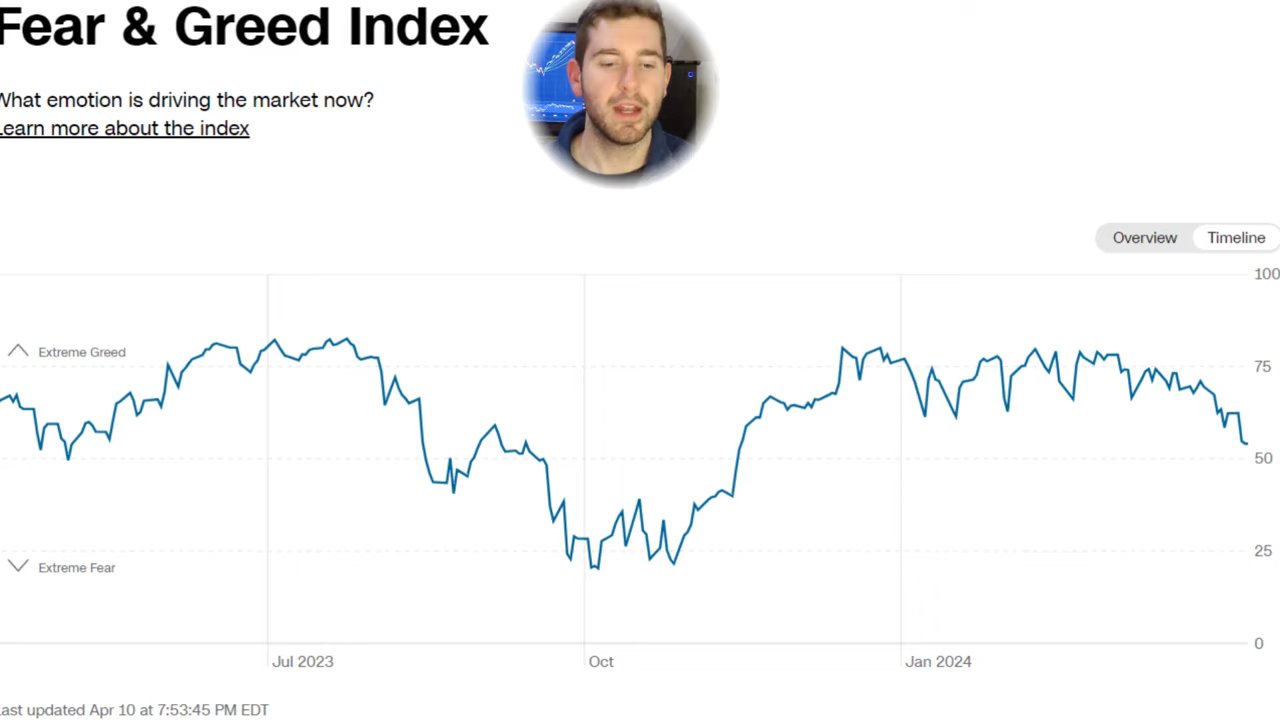 Fear & Greed Index
What emotion is driving the market now?
Learn more about the index
Overview
Timeline
100
Extreme Greed
75
50
25
Extreme Fear
0
Jul 2023
Oct
Jan 2024
Last updated Apr 10 at 7:53:45 PM EDT